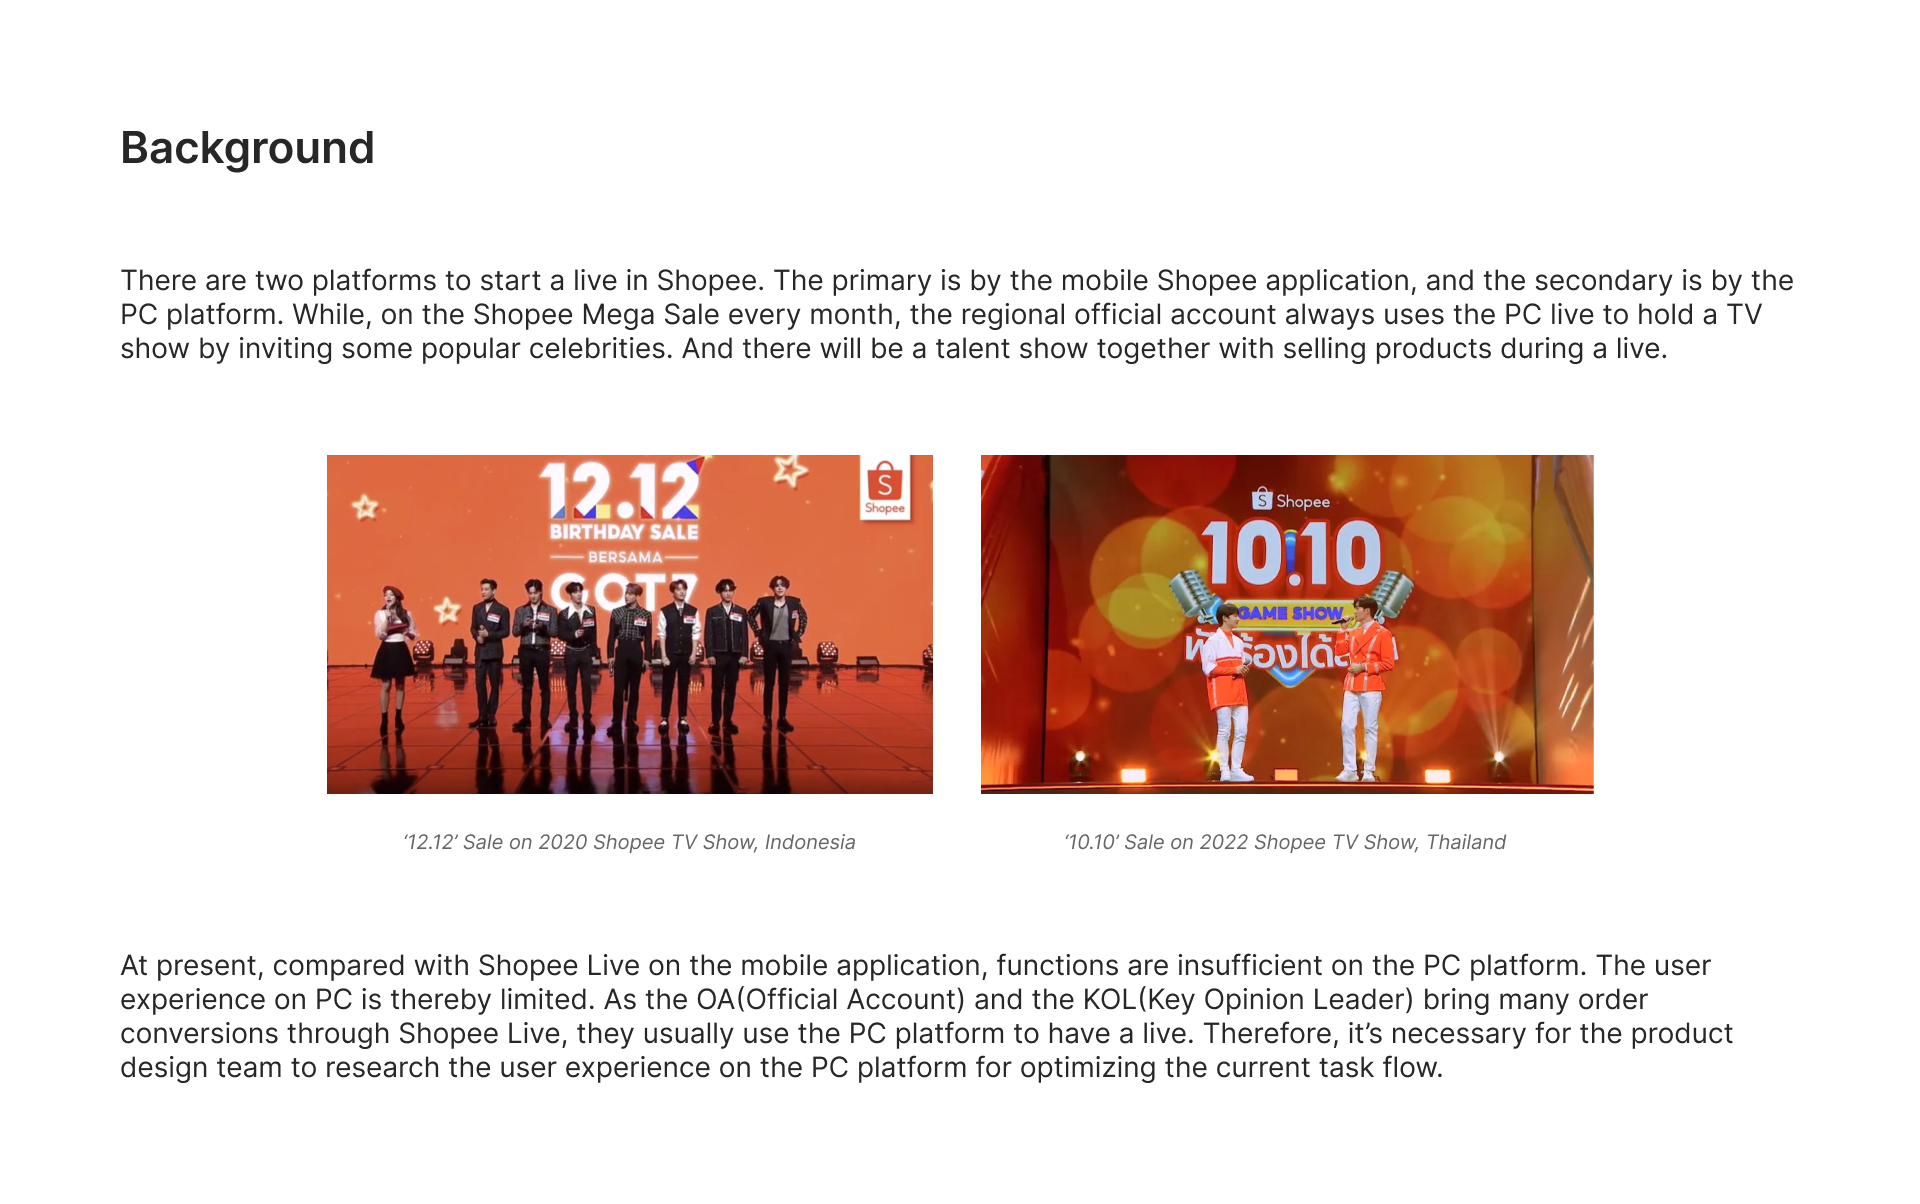 Background
There are two platforms to start a live in Shopee. The primary is by the mobile Shopee application, and the secondary is by the
PC platform. While, on the Shopee Mega Sale every month, the regional official account always uses the PC live to hold a TV
show by inviting some popular celebrities. And there will be a talent show together with selling products during a live.
12.12
BIRTHDAY SALE
BERSAMA
GOT7
S
Shopee
S Shopee
10.10
GAME SHOW
‘12.12’ Sale on 2020 Shopee TV Show, Indonesia
‘10.10’ Sale on 2022 Shopee TV Show, Thailand
At present, compared with Shopee Live on the mobile application, functions are insufficient on the PC platform. The user
experience on PC is thereby limited. As the OA(Official Account) and the KOL(Key Opinion Leader) bring many order
conversions through Shopee Live, they usually use the PC platform to have a live. Therefore, it’s necessary for the product
design team to research the user experience on the PC platform for optimizing the current task flow.